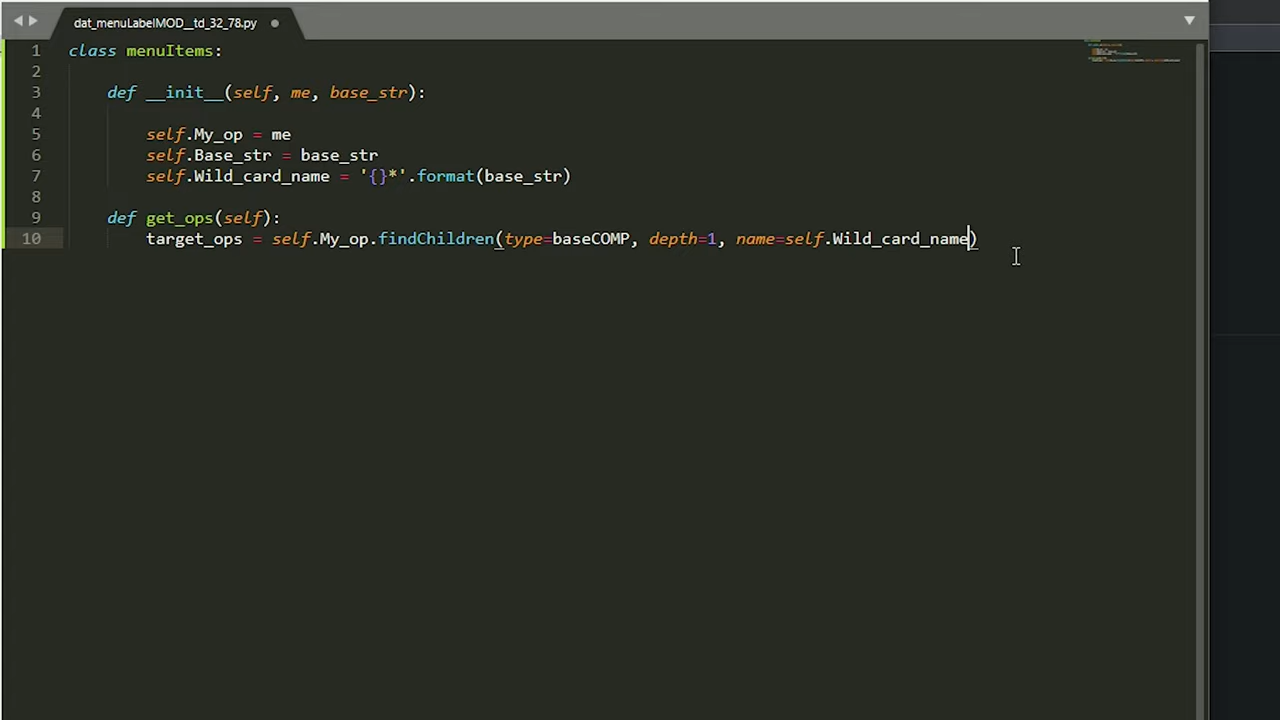 dat_menuLabelMOD__td_32_78.py
1 class menuItems:
2
3 def __init__(self, me, base_str):
4
5 self.My_op = me
6 self.Base_str = base_str
7 self.Wild_card_name = '{}*'.format(base_str)
8
9 def get_ops(self):
10 target_ops = self.My_op.findChildren(type=baseCOMP, depth=1, name=self.Wild_card_name)